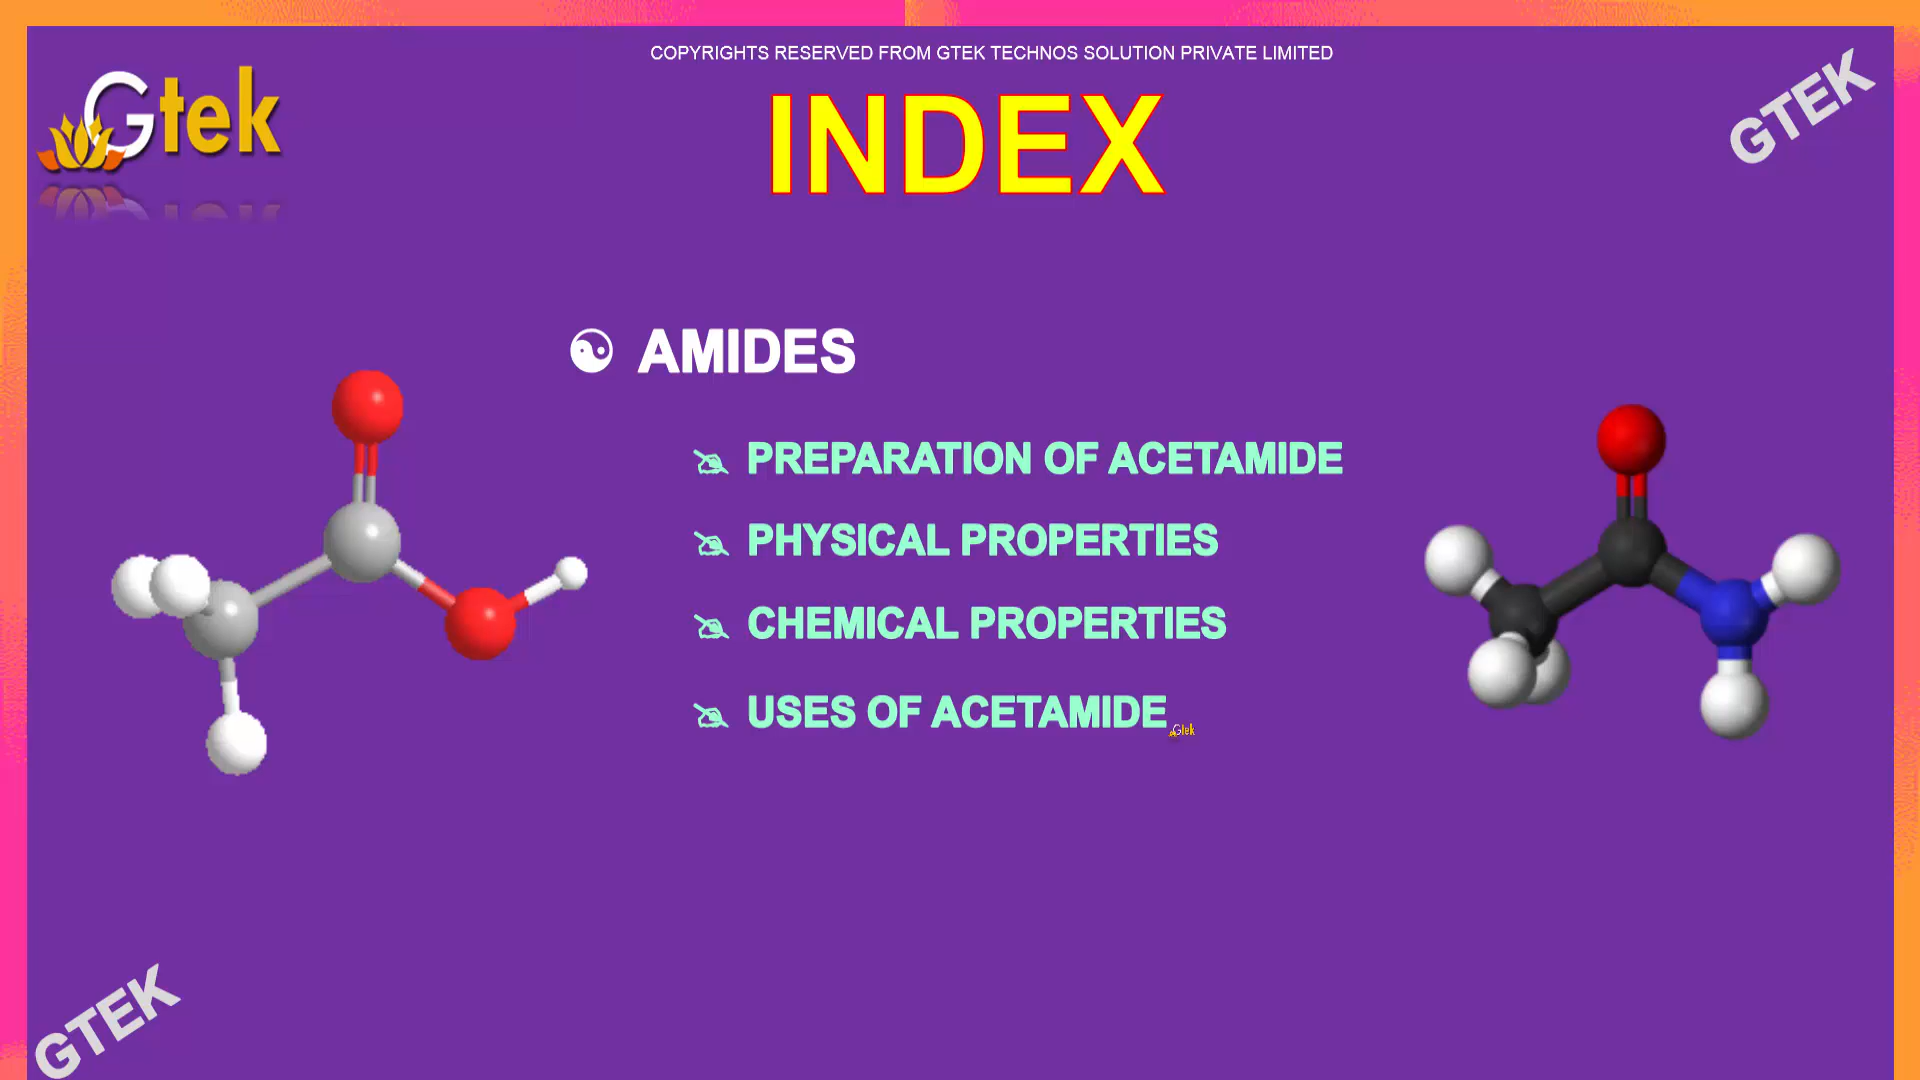 COPYRIGHTS RESERVED FROM GTEK TECHNOS SOLUTION PRIVATE LIMITED
Gtek
GTEK
INDEX
AMIDES
PREPARATION OF ACETAMIDE
PHYSICAL PROPERTIES
CHEMICAL PROPERTIES
USES OF ACETAMIDE
Gtek
GTEK